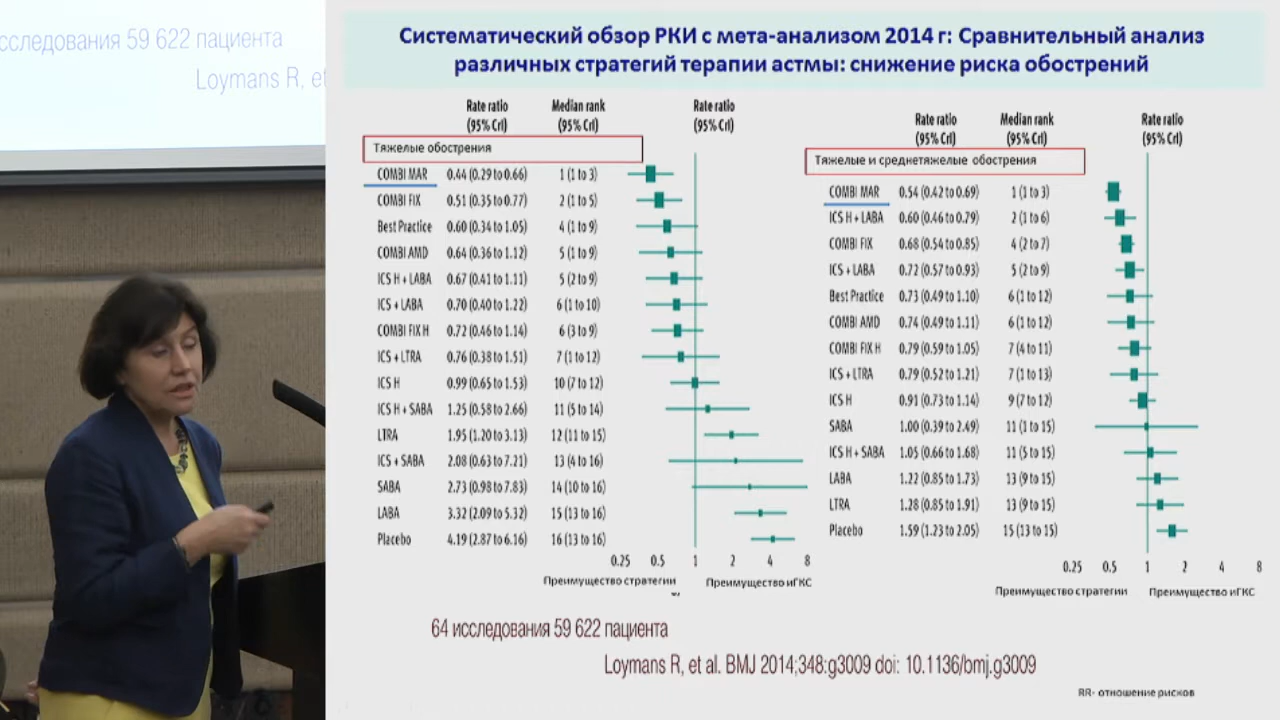 сследования 59 622 пациента
Loymans R, et
Систематический обзор РКИ с мета-анализом 2014 г: Сравнительный анализ
различных стратегий терапии астмы: снижение риска обострений
Rate ratio Median rank Rate ratio
(95% CrI) (95% CrI) (95% CrI)
Тяжелые обострения
COMBI MAR 0.44 (0.29 to 0.66) 1 (1 to 3)
COMBI FIX 0.51 (0.35 to 0.77) 2 (1 to 5)
Best Practice 0.60 (0.34 to 1.05) 4 (1 to 9)
COMBI AMD 0.64 (0.36 to 1.12) 5 (1 to 9)
ICS H + LABA 0.67 (0.41 to 1.11) 5 (2 to 9)
ICS + LABA 0.70 (0.40 to 1.22) 6 (1 to 10)
COMBI FIX H 0.72 (0.46 to 1.14) 6 (3 to 9)
ICS + LTRA 0.76 (0.38 to 1.51) 7 (1 to 12)
ICS H 0.99 (0.65 to 1.53) 10 (7 to 12)
ICS H + SABA 1.25 (0.58 to 2.66) 11 (5 to 14)
LTRA 1.95 (1.20 to 3.13) 12 (11 to 15)
ICS + SABA 2.08 (0.63 to 7.21) 13 (4 to 16)
SABA 2.73 (0.98 to 7.83) 14 (10 to 16)
LABA 3.32 (2.09 to 5.32) 15 (13 to 16)
Placebo 4.19 (2.87 to 6.16) 16 (13 to 16)
0.25 0.5 1 2 4 8
Преимущество стратегии Преимущество иГКС
Rate ratio Median rank Rate ratio
(95% CrI) (95% CrI) (95% CrI)
Тяжелые и среднетяжелые обострения
COMBI MAR 0.54 (0.42 to 0.69) 1 (1 to 3)
ICS H + LABA 0.60 (0.46 to 0.79) 2 (1 to 6)
COMBI FIX 0.68 (0.54 to 0.85) 4 (2 to 7)
ICS + LABA 0.72 (0.57 to 0.93) 5 (2 to 9)
Best Practice 0.73 (0.49 to 1.10) 6 (1 to 12)
COMBI AMD 0.74 (0.49 to 1.11) 6 (1 to 12)
COMBI FIX H 0.79 (0.59 to 1.05) 7 (4 to 11)
ICS + LTRA 0.79 (0.52 to 1.21) 7 (1 to 13)
ICS H 0.91 (0.73 to 1.14) 9 (7 to 12)
SABA 1.00 (0.39 to 2.49) 11 (1 to 15)
ICS H + SABA 1.05 (0.66 to 1.68) 11 (5 to 15)
LABA 1.22 (0.85 to 1.73) 13 (9 to 15)
LTRA 1.28 (0.85 to 1.91) 13 (9 to 15)
Placebo 1.59 (1.23 to 2.05) 15 (13 to 15)
0.25 0.5 1 2 4 8
Преимущество стратегии Преимущество иГКС
64 исследования 59 622 пациента
Loymans R, et al. BMJ 2014;348:g3009 doi: 10.1136/bmj.g3009
RR- отношение рисков